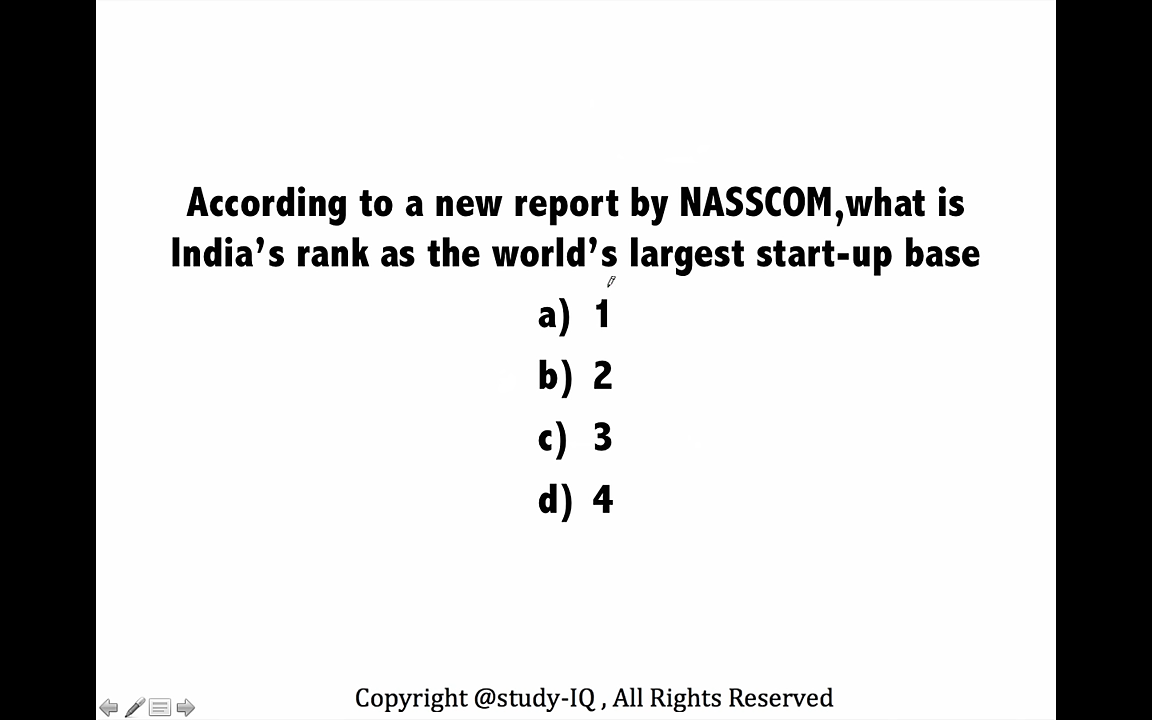 According to a new report by NASSCOM,what is
India’s rank as the world’s largest start-up base
a) 1
b) 2
c) 3
d) 4
Copyright @study-IQ , All Rights Reserved